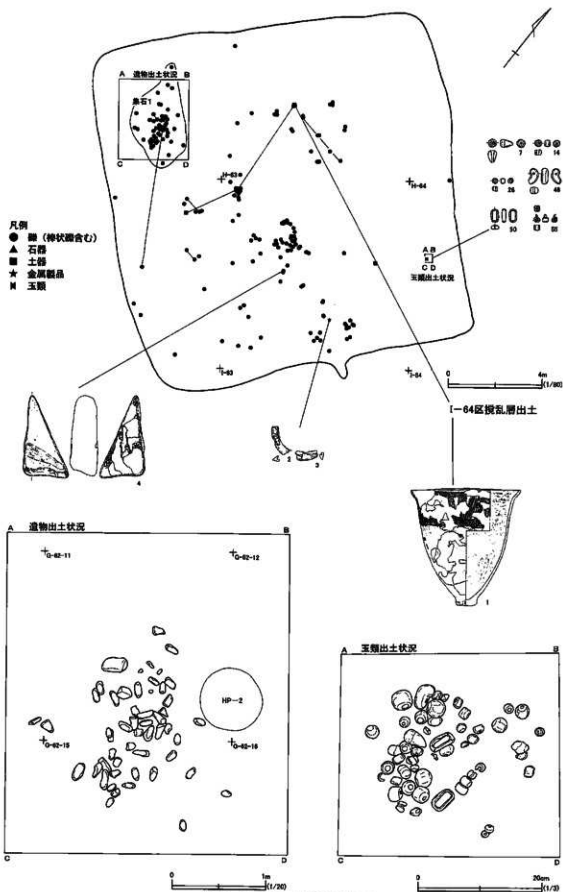 A 遺物出土状況 B
集石1
C D
7
14
26
48
50
H-63
H-64
A B
C D
玉類出土状況
凡例
礫 (棒状礫含む)
石器
土器
金属製品
玉類
I-63
I-64
0 4m
(1/80)
I-64区撹乱層出土
4
2
3
1
A 遺物出土状況 B
G-62-11
G-62-12
HP-2
G-62-15
G-62-16
C D
0 1m
(1/20)
A 玉類出土状況 B
C D
0 20cm
(1/3)